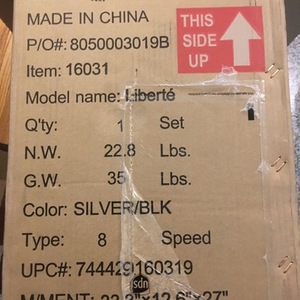 MADE IN CHINA
P/O#: 8050003019B
Item: 16031
Model name: Liberté
Q'ty: 1 Set
N.W. 22.8 Lbs.
G.W. 35 Lbs.
Color: SILVER/BLK
Type: 8 Speed
UPC#: 744429160319
sdn
THIS
SIDE
UP